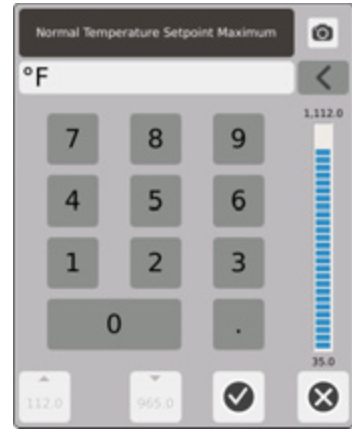 Normal Temperature Setpoint Maximum
°F
1,112.0
7 8 9
4 5 6
1 2 3
0 .
35.0
112.0 965.0